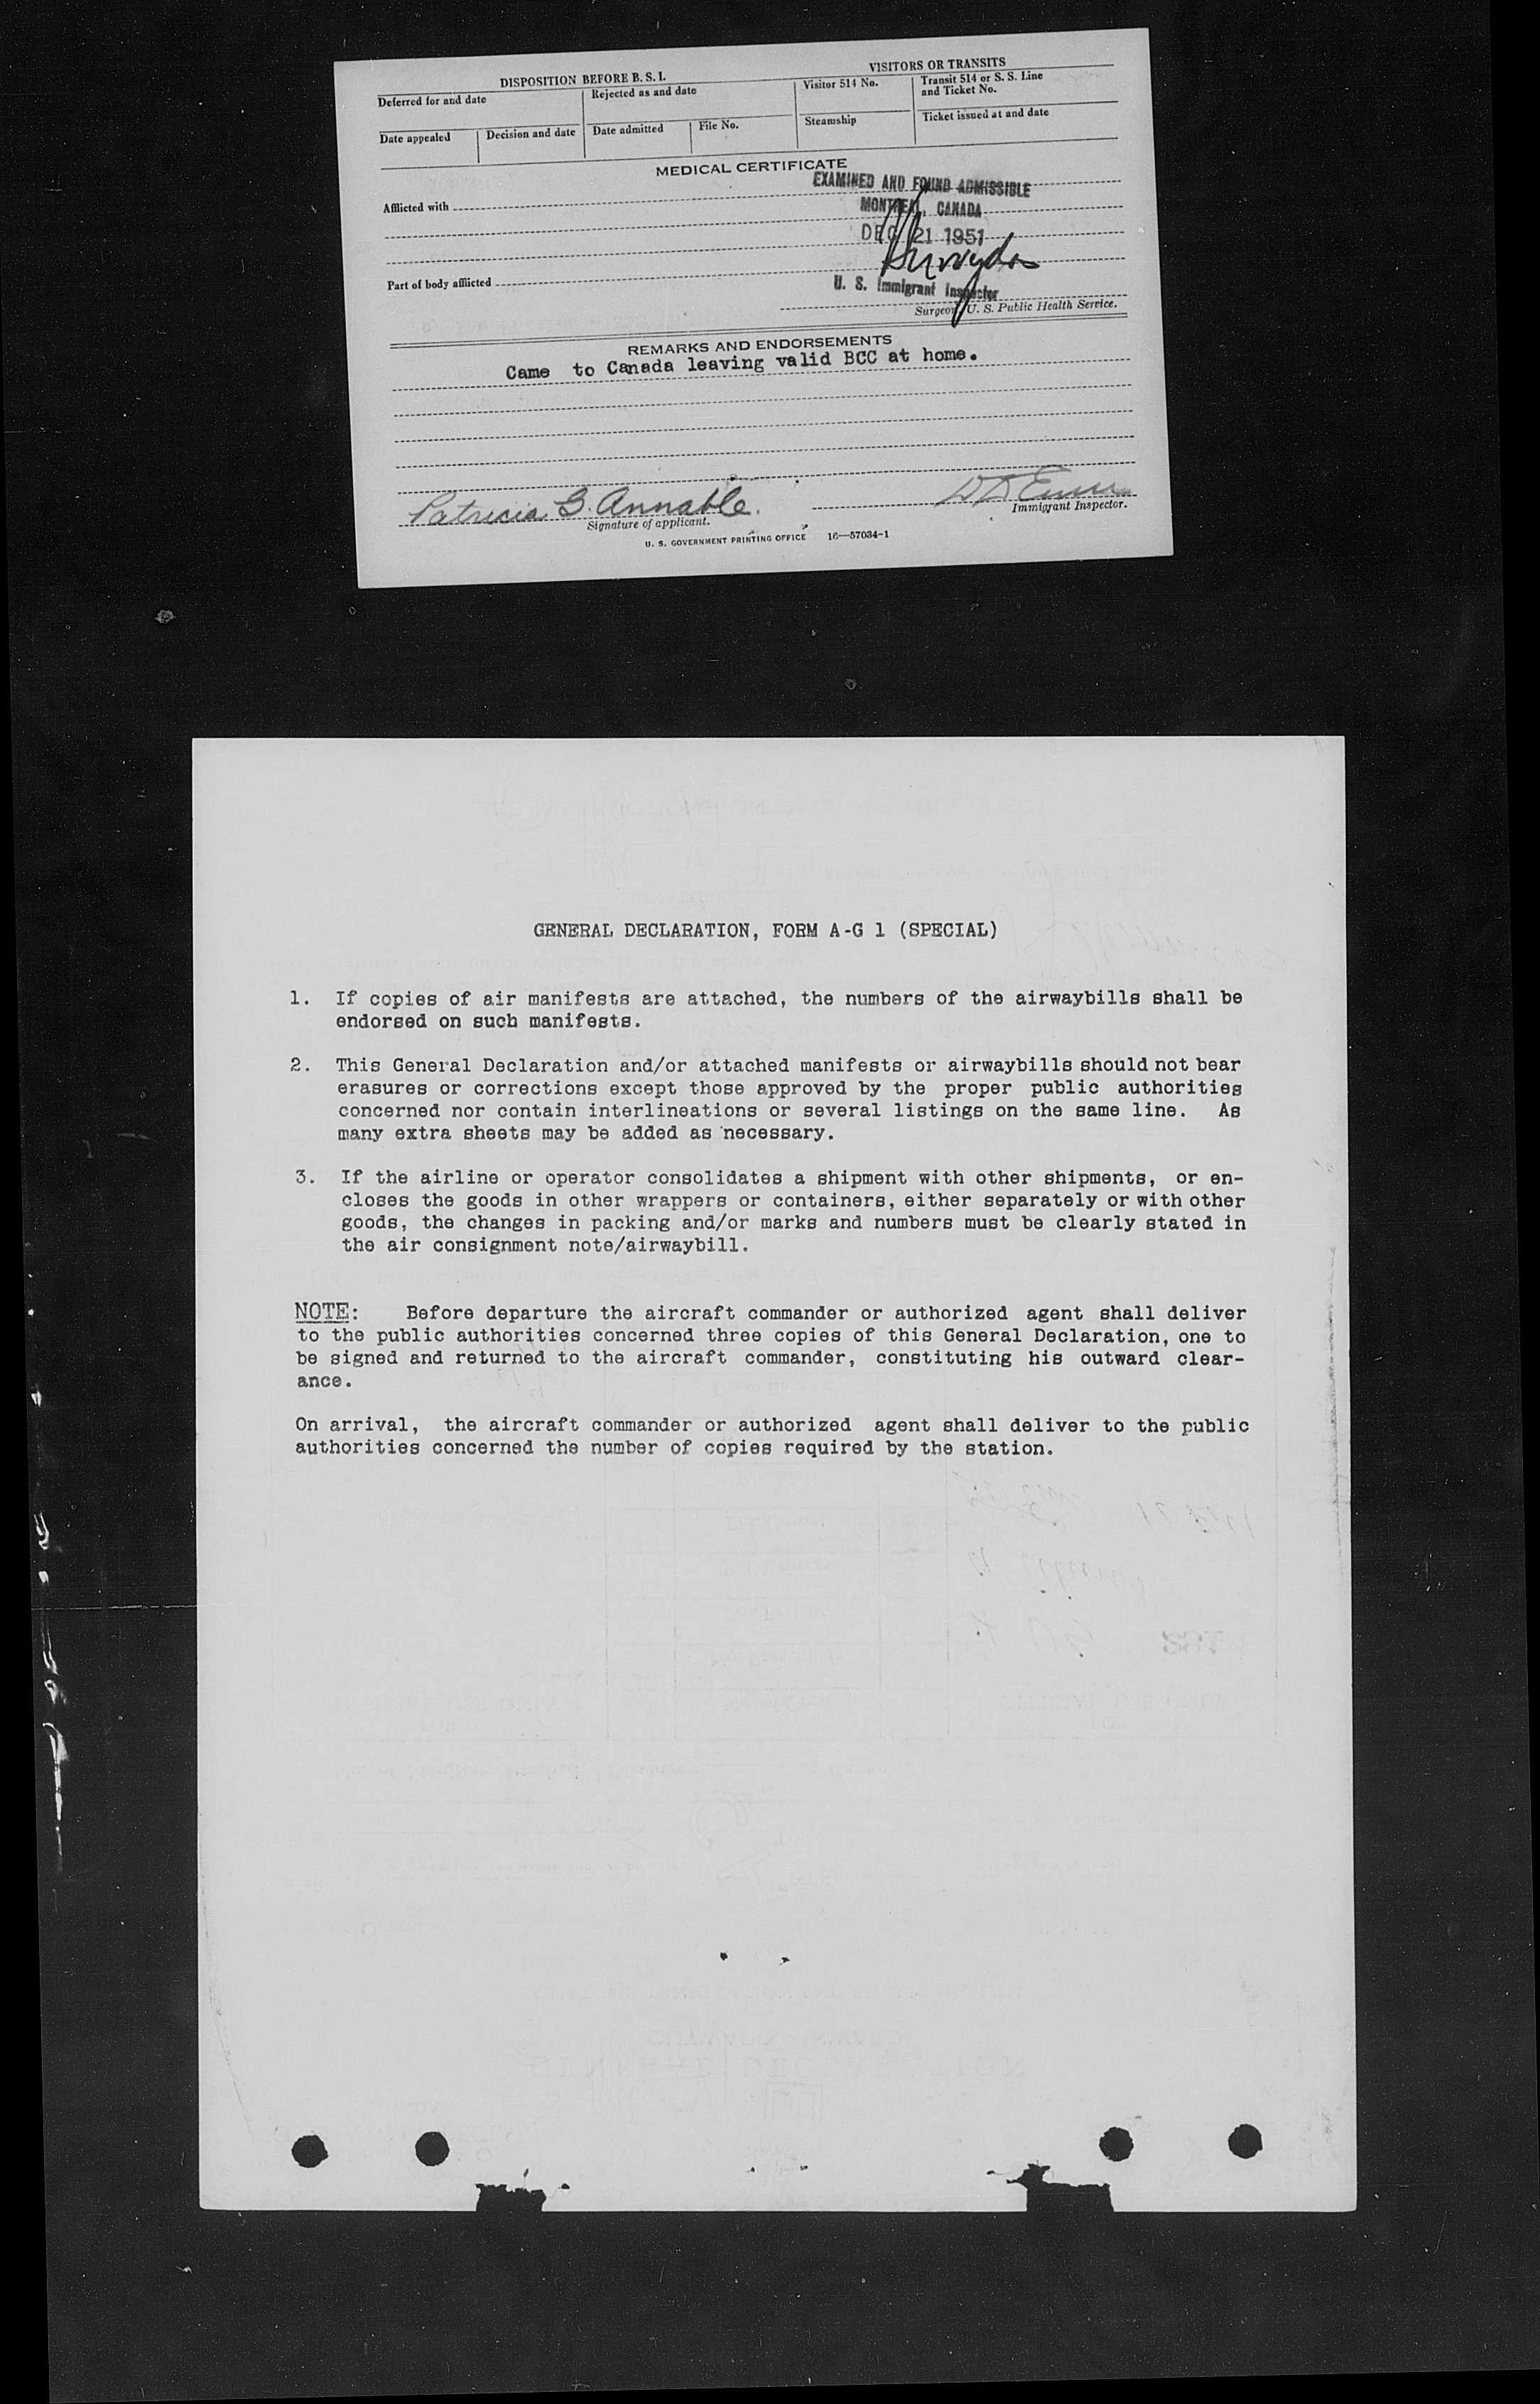 DISPOSITION BEFORE B. S. I.
VISITORS OR TRANSITS
Deferred for and date
Rejected as and date
Visitor 514 No.
Transit 514 or S. S. Line
and Ticket No.
Date appealed
Decision and date
Date admitted
File No.
Steamship
Ticket issued at and date
MEDICAL CERTIFICATE
EXAMINED AND FOUND ADMISSIBLE
Afflicted with
MONTREAL, CANADA
DEC 21 1951
Part of body afflicted
U. S. Immigrant Inspector
Surgeon, U. S. Public Health Service.
REMARKS AND ENDORSEMENTS
Came to Canada leaving valid BCC at home.
Patricia G. Annable.
Signature of applicant.
Immigrant Inspector.
U. S. GOVERNMENT PRINTING OFFICE 16—57034-1
GENERAL DECLARATION, FORM A-G 1 (SPECIAL)
1. If copies of air manifests are attached, the numbers of the airwaybills shall be
endorsed on such manifests.
2. This General Declaration and/or attached manifests or airwaybills should not bear
erasures or corrections except those approved by the proper public authorities
concerned nor contain interlineations or several listings on the same line. As
many extra sheets may be added as necessary.
3. If the airline or operator consolidates a shipment with other shipments, or en-
closes the goods in other wrappers or containers, either separately or with other
goods, the changes in packing and/or marks and numbers must be clearly stated in
the air consignment note/airwaybill.
NOTE: Before departure the aircraft commander or authorized agent shall deliver
to the public authorities concerned three copies of this General Declaration, one to
be signed and returned to the aircraft commander, constituting his outward clear-
ance.
On arrival, the aircraft commander or authorized agent shall deliver to the public
authorities concerned the number of copies required by the station.